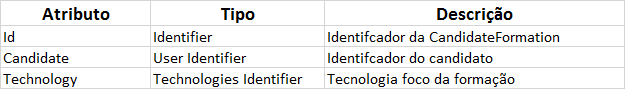 Atributo Tipo Descrição
Id Identifier Identifcador da CandidateFormation
Candidate User Identifier Identifcador do candidato
Technology Technologies Identifier Tecnologia foco da formação